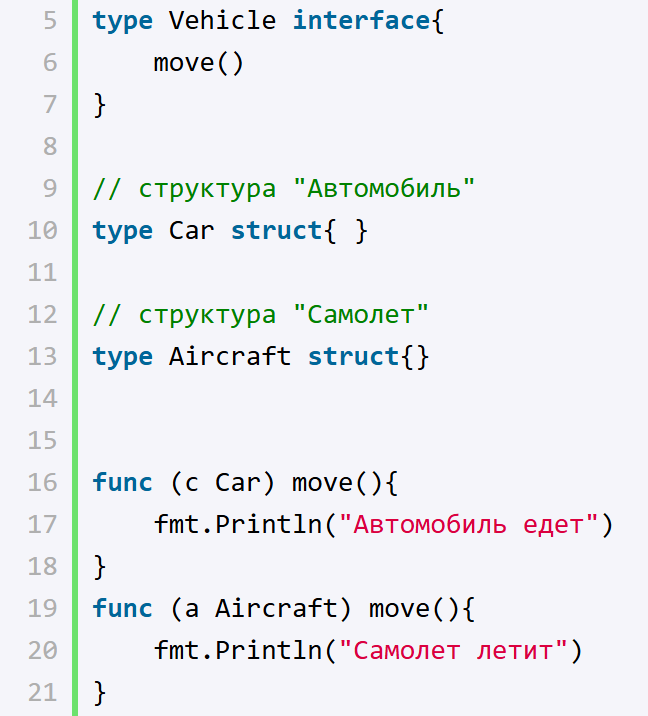 5 type Vehicle interface{
6     move()
7 }
8
9 // структура "Автомобиль"
10 type Car struct{ }
11
12 // структура "Самолет"
13 type Aircraft struct{}
14
15
16 func (c Car) move(){
17     fmt.Println("Автомобиль едет")
18 }
19 func (a Aircraft) move(){
20     fmt.Println("Самолет летит")
21 }